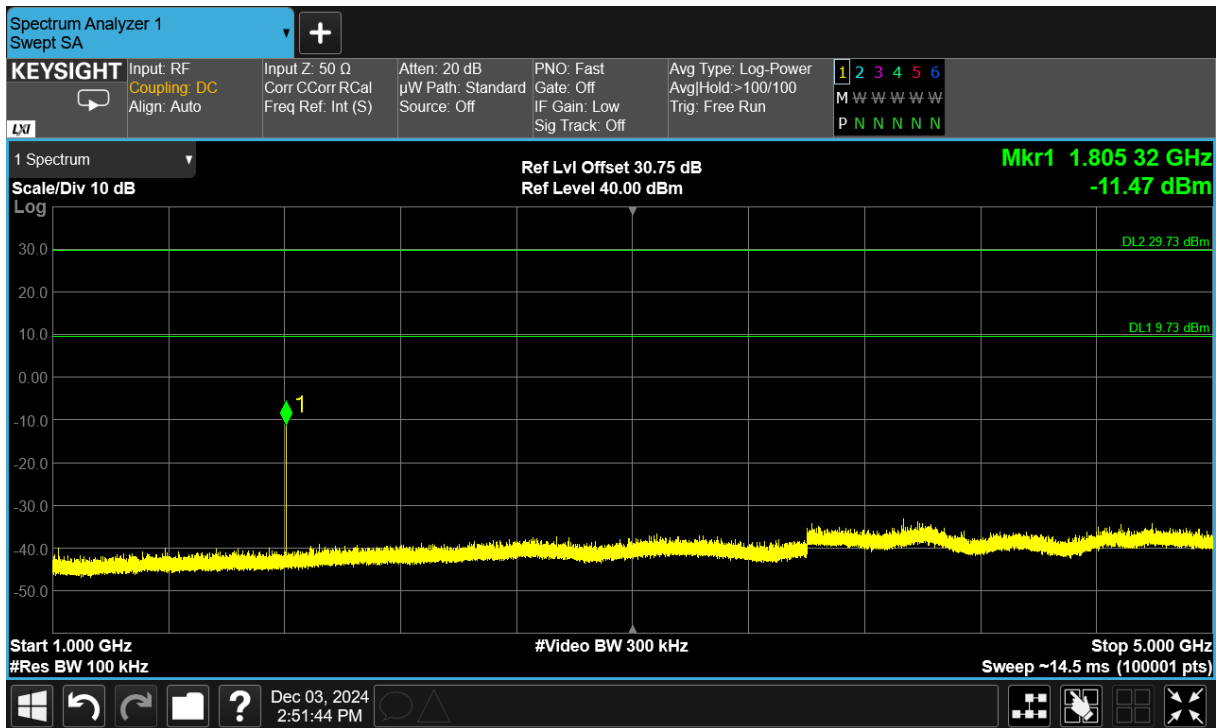 Spectrum Analyzer 1
Swept SA
+
KEYSIGHT
LXI
Input: RF
Coupling: DC
Align: Auto
Input Z: 50 Ω
Corr CCorr RCal
Freq Ref: Int (S)
Atten: 20 dB
µW Path: Standard
Source: Off
PNO: Fast
Gate: Off
IF Gain: Low
Sig Track: Off
Avg Type: Log-Power
Avg|Hold:>100/100
Trig: Free Run
1 2 3 4 5 6
M W W W W W
P N N N N N
1 Spectrum
Scale/Div 10 dB
Log
Ref Lvl Offset 30.75 dB
Ref Level 40.00 dBm
Mkr1 1.805 32 GHz
-11.47 dBm
30.0
DL2 29.73 dBm
20.0
10.0
DL1 9.73 dBm
0.00
1
-10.0
-20.0
-30.0
-40.0
-50.0
Start 1.000 GHz
#Res BW 100 kHz
#Video BW 300 kHz
Stop 5.000 GHz
Sweep ~14.5 ms (100001 pts)
?
Dec 03, 2024
2:51:44 PM